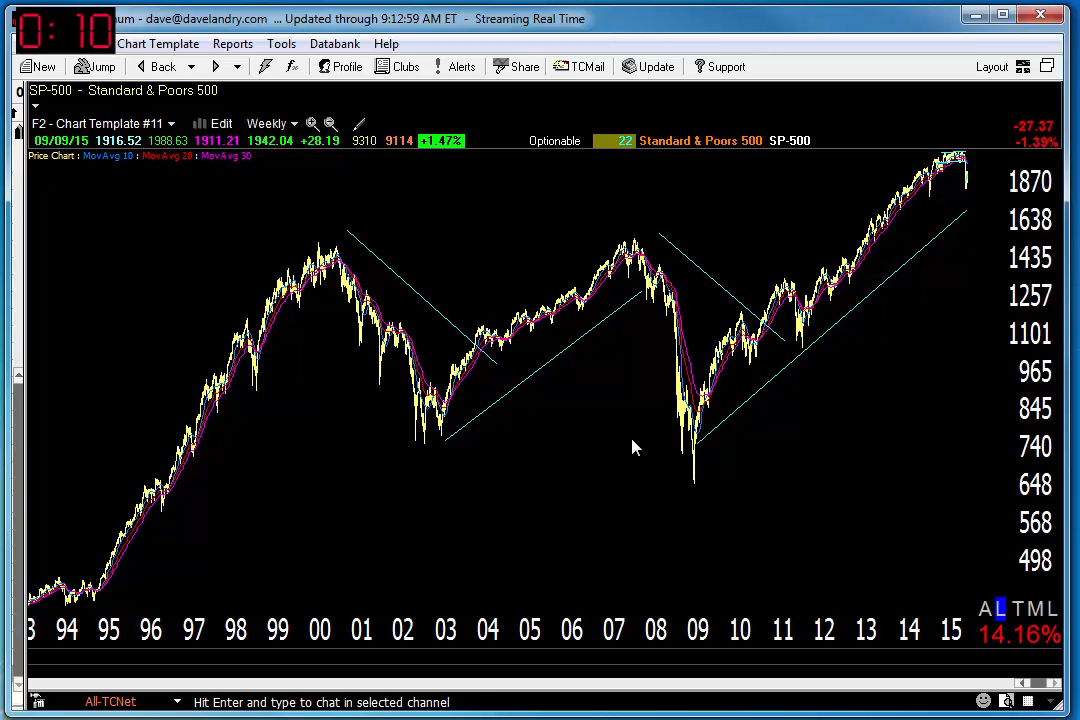 0:10
num - dave@davelandry.com ... Updated through 9:12:59 AM ET - Streaming Real Time
Chart Template Reports Tools Databank Help
New Jump Back Profile Clubs Alerts Share TCMail Update Support Layout
SP-500 - Standard & Poors 500
F2 - Chart Template #11 Edit Weekly
09/09/15 1916.52 1988.63 1911.21 1942.04 +28.19 9310 9114 +1.47% Optionable 22 Standard & Poors 500 SP-500
-27.37
-1.39%
Price Chart : MovAvg 10 : MovAvg 20 : MovAvg 30
1870
1638
1435
1257
1101
965
845
740
648
568
498
3 94 95 96 97 98 99 00 01 02 03 04 05 06 07 08 09 10 11 12 13 14 15
A L T M L
14.16%
All-TCNet Hit Enter and type to chat in selected channel